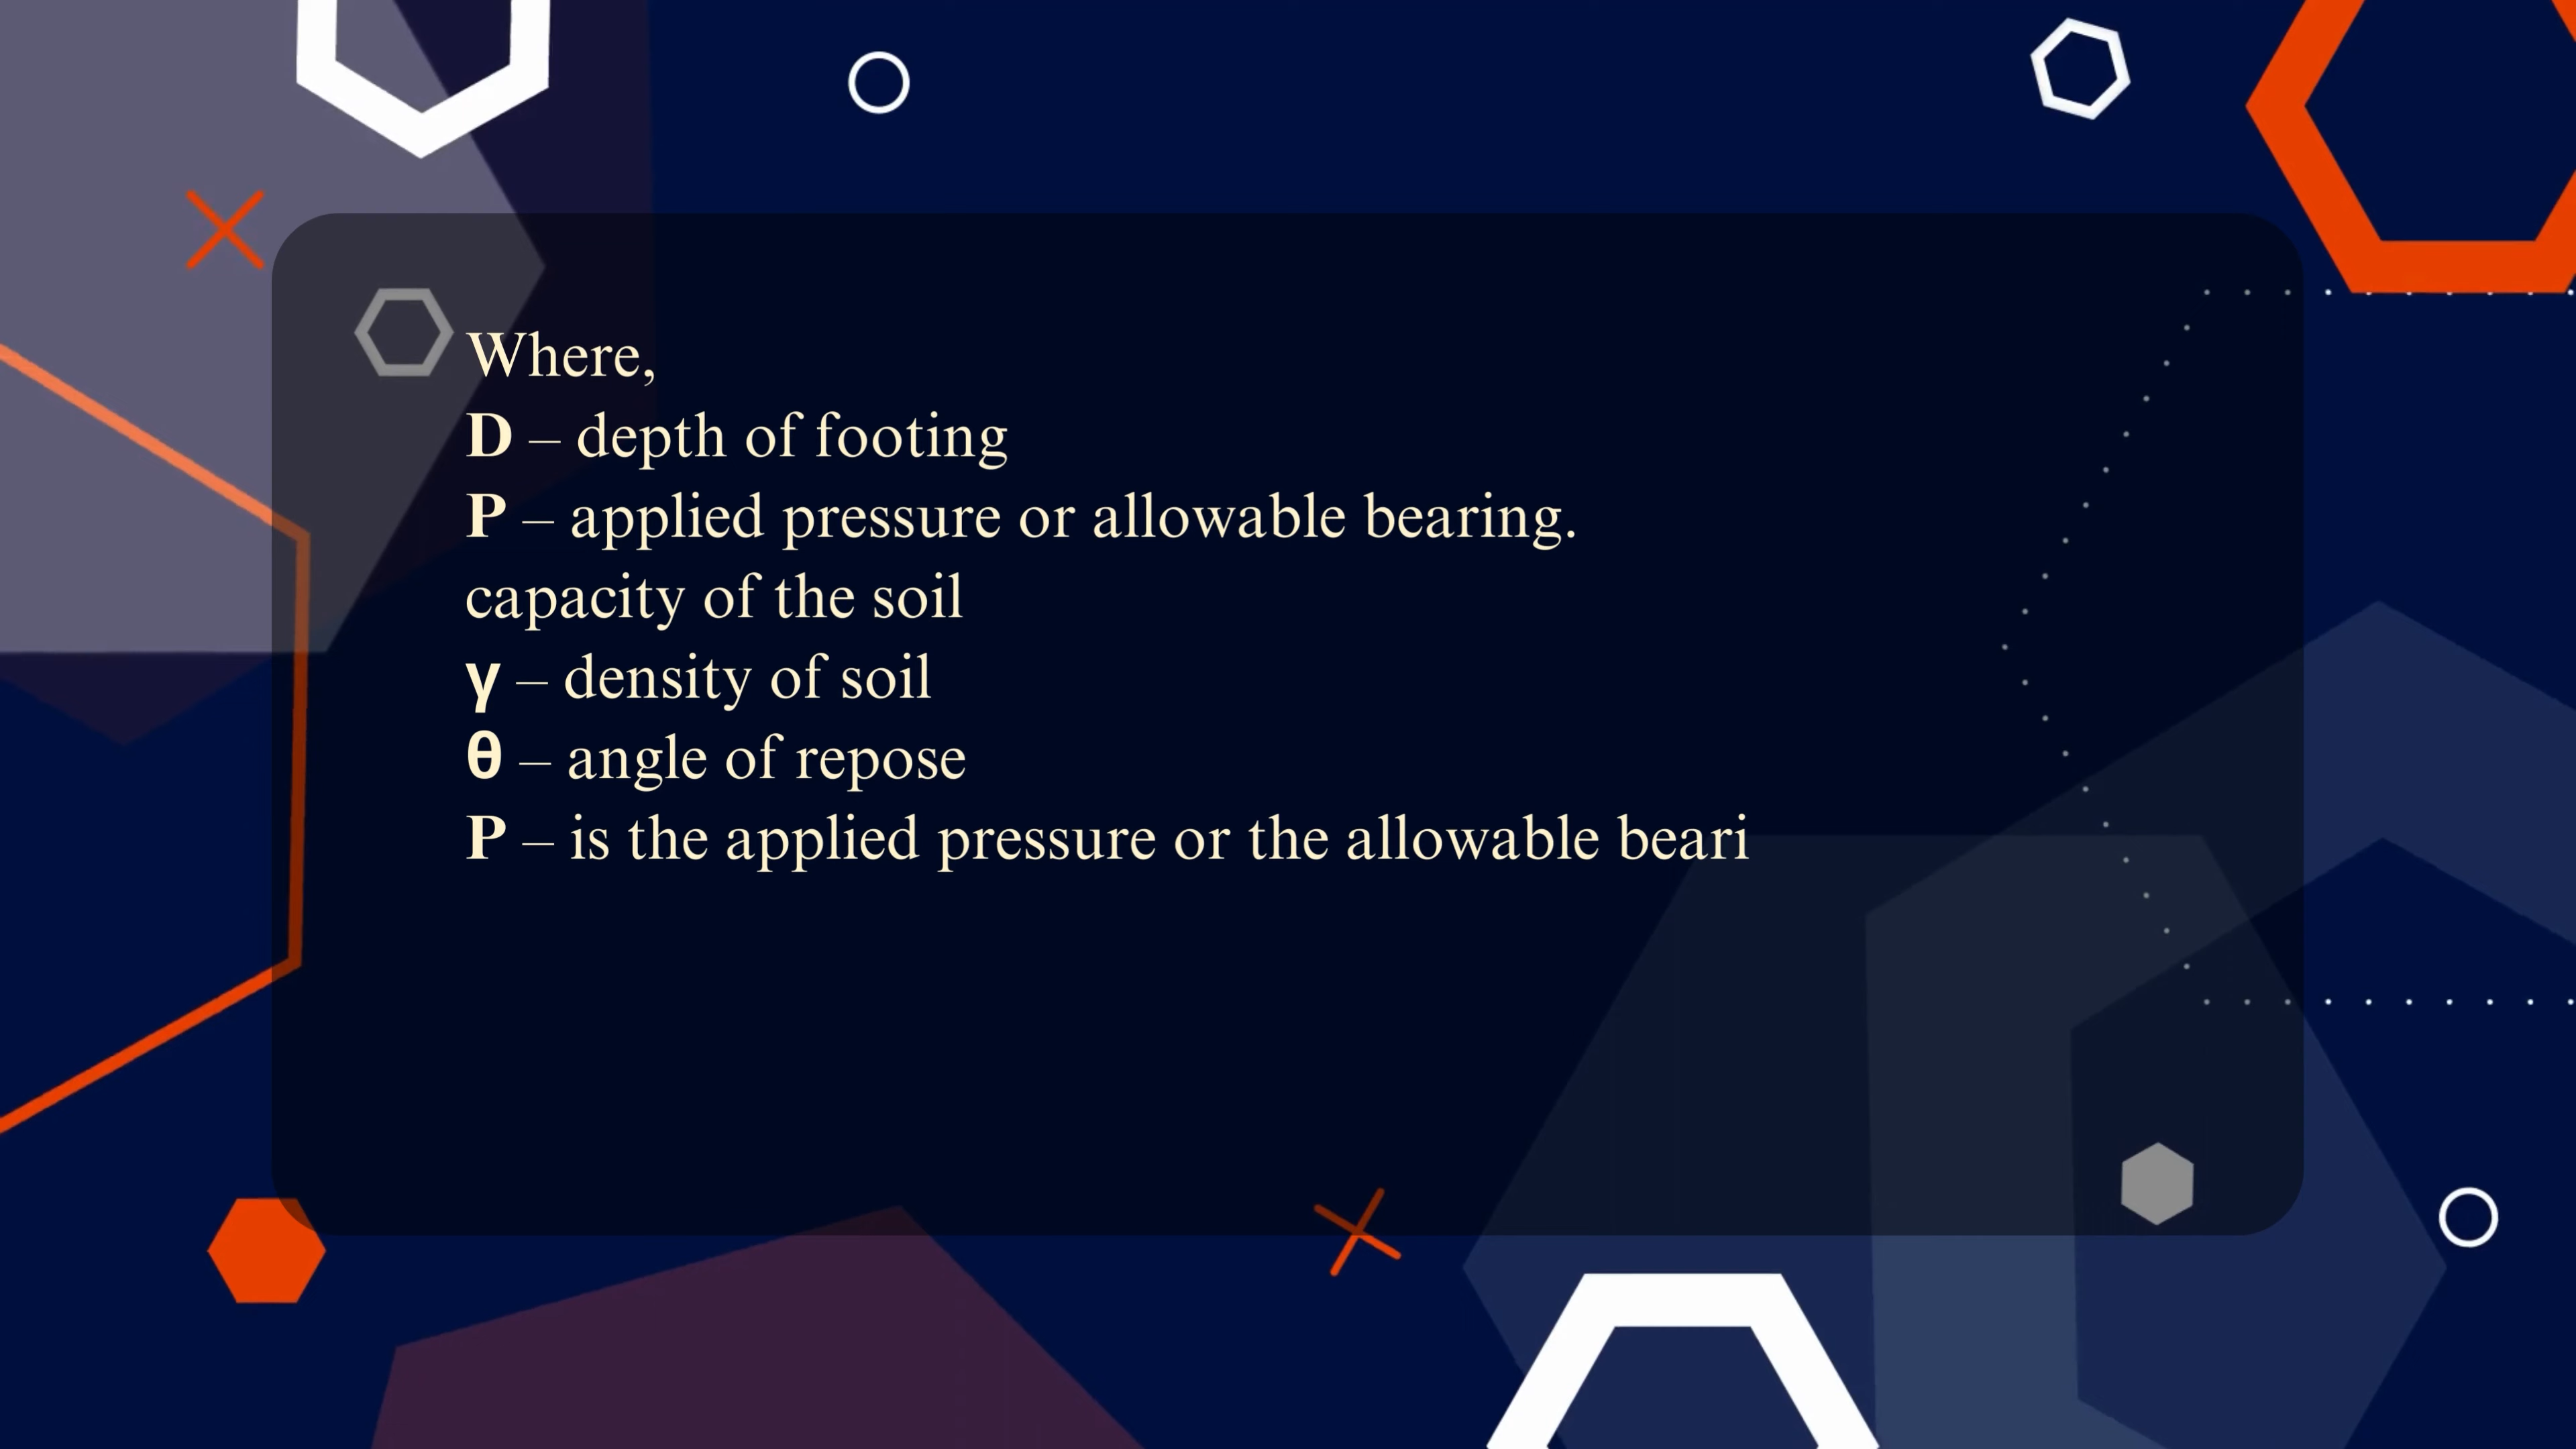 Where,
D – depth of footing
P – applied pressure or allowable bearing.
capacity of the soil
γ – density of soil
θ – angle of repose
P – is the applied pressure or the allowable beari